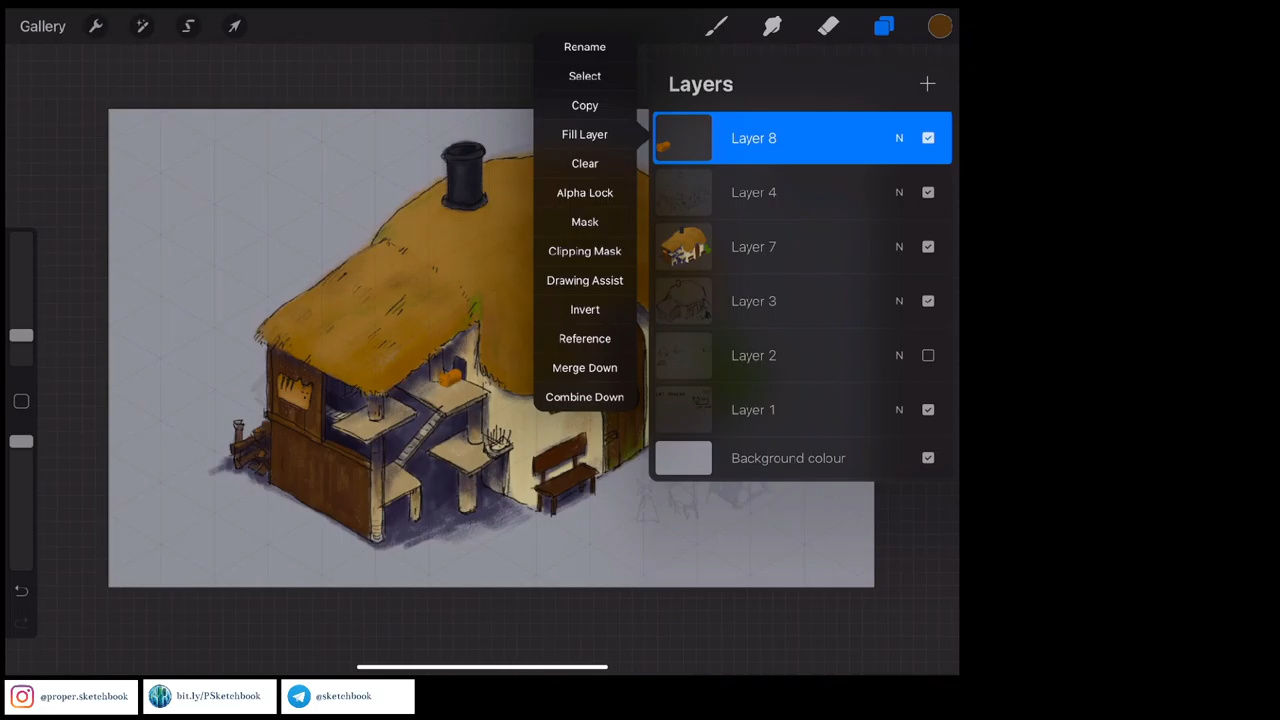 Gallery
Rename
Select
Copy
Fill Layer
Clear
Alpha Lock
Mask
Clipping Mask
Drawing Assist
Invert
Reference
Merge Down
Combine Down
Layers
Layer 8 N
Layer 4 N
Layer 7 N
Layer 3 N
Layer 2 N
Layer 1 N
Background colour
@proper.sketchbook
bit.ly/PSketchbook
@sketchbook